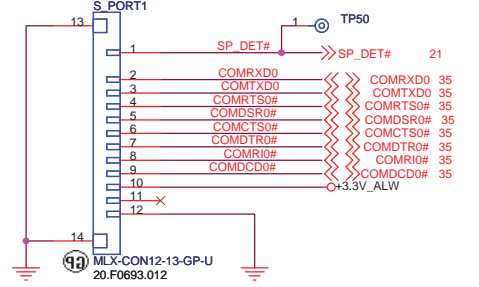 S_PORT1
13
1 SP_DET# 1 TP50
SP_DET# 21
2 COMRXD0 COMRXD0 35
3 COMTXD0 COMTXD0 35
4 COMRTS0# COMRTS0# 35
5 COMDSR0# COMDSR0# 35
6 COMCTS0# COMCTS0# 35
7 COMDTR0# COMDTR0# 35
8 COMRI0# COMRI0# 35
9 COMDCD0# COMDCD0# 35
10 +3.3V_ALW
11
12
14
GP MLX-CON12-13-GP-U
20.F0693.012